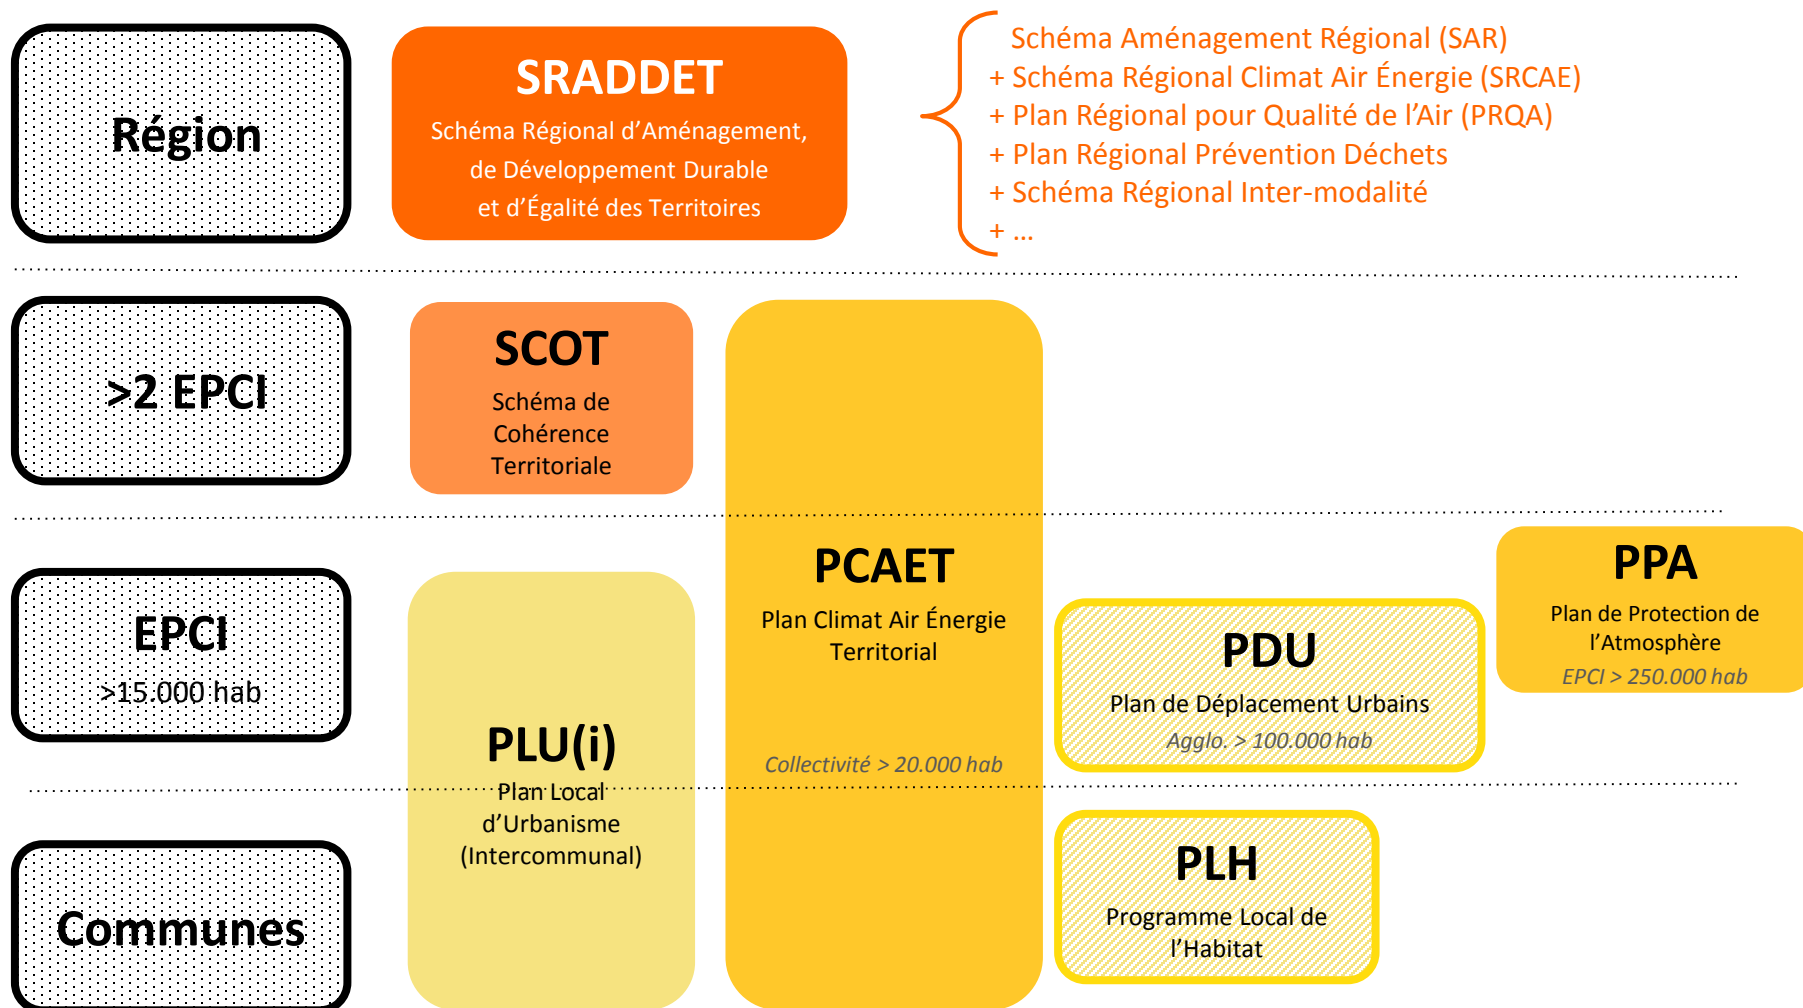 Région
SRADDET
Schéma Régional d’Aménagement,
de Développement Durable
et d’Égalité des Territoires
Schéma Aménagement Régional (SAR)
+ Schéma Régional Climat Air Énergie (SRCAE)
+ Plan Régional pour Qualité de l’Air (PRQA)
+ Plan Régional Prévention Déchets
+ Schéma Régional Inter-modalité
+ ...
>2 EPCI
SCOT
Schéma de
Cohérence
Territoriale
PCAET
Plan Climat Air Énergie
Territorial
Collectivité > 20.000 hab
EPCI
>15.000 hab
PLU(i)
Plan Local
d’Urbanisme
(Intercommunal)
PDU
Plan de Déplacement Urbains
Agglo. > 100.000 hab
PPA
Plan de Protection de
l’Atmosphère
EPCI > 250.000 hab
Communes
PLH
Programme Local de
l’Habitat